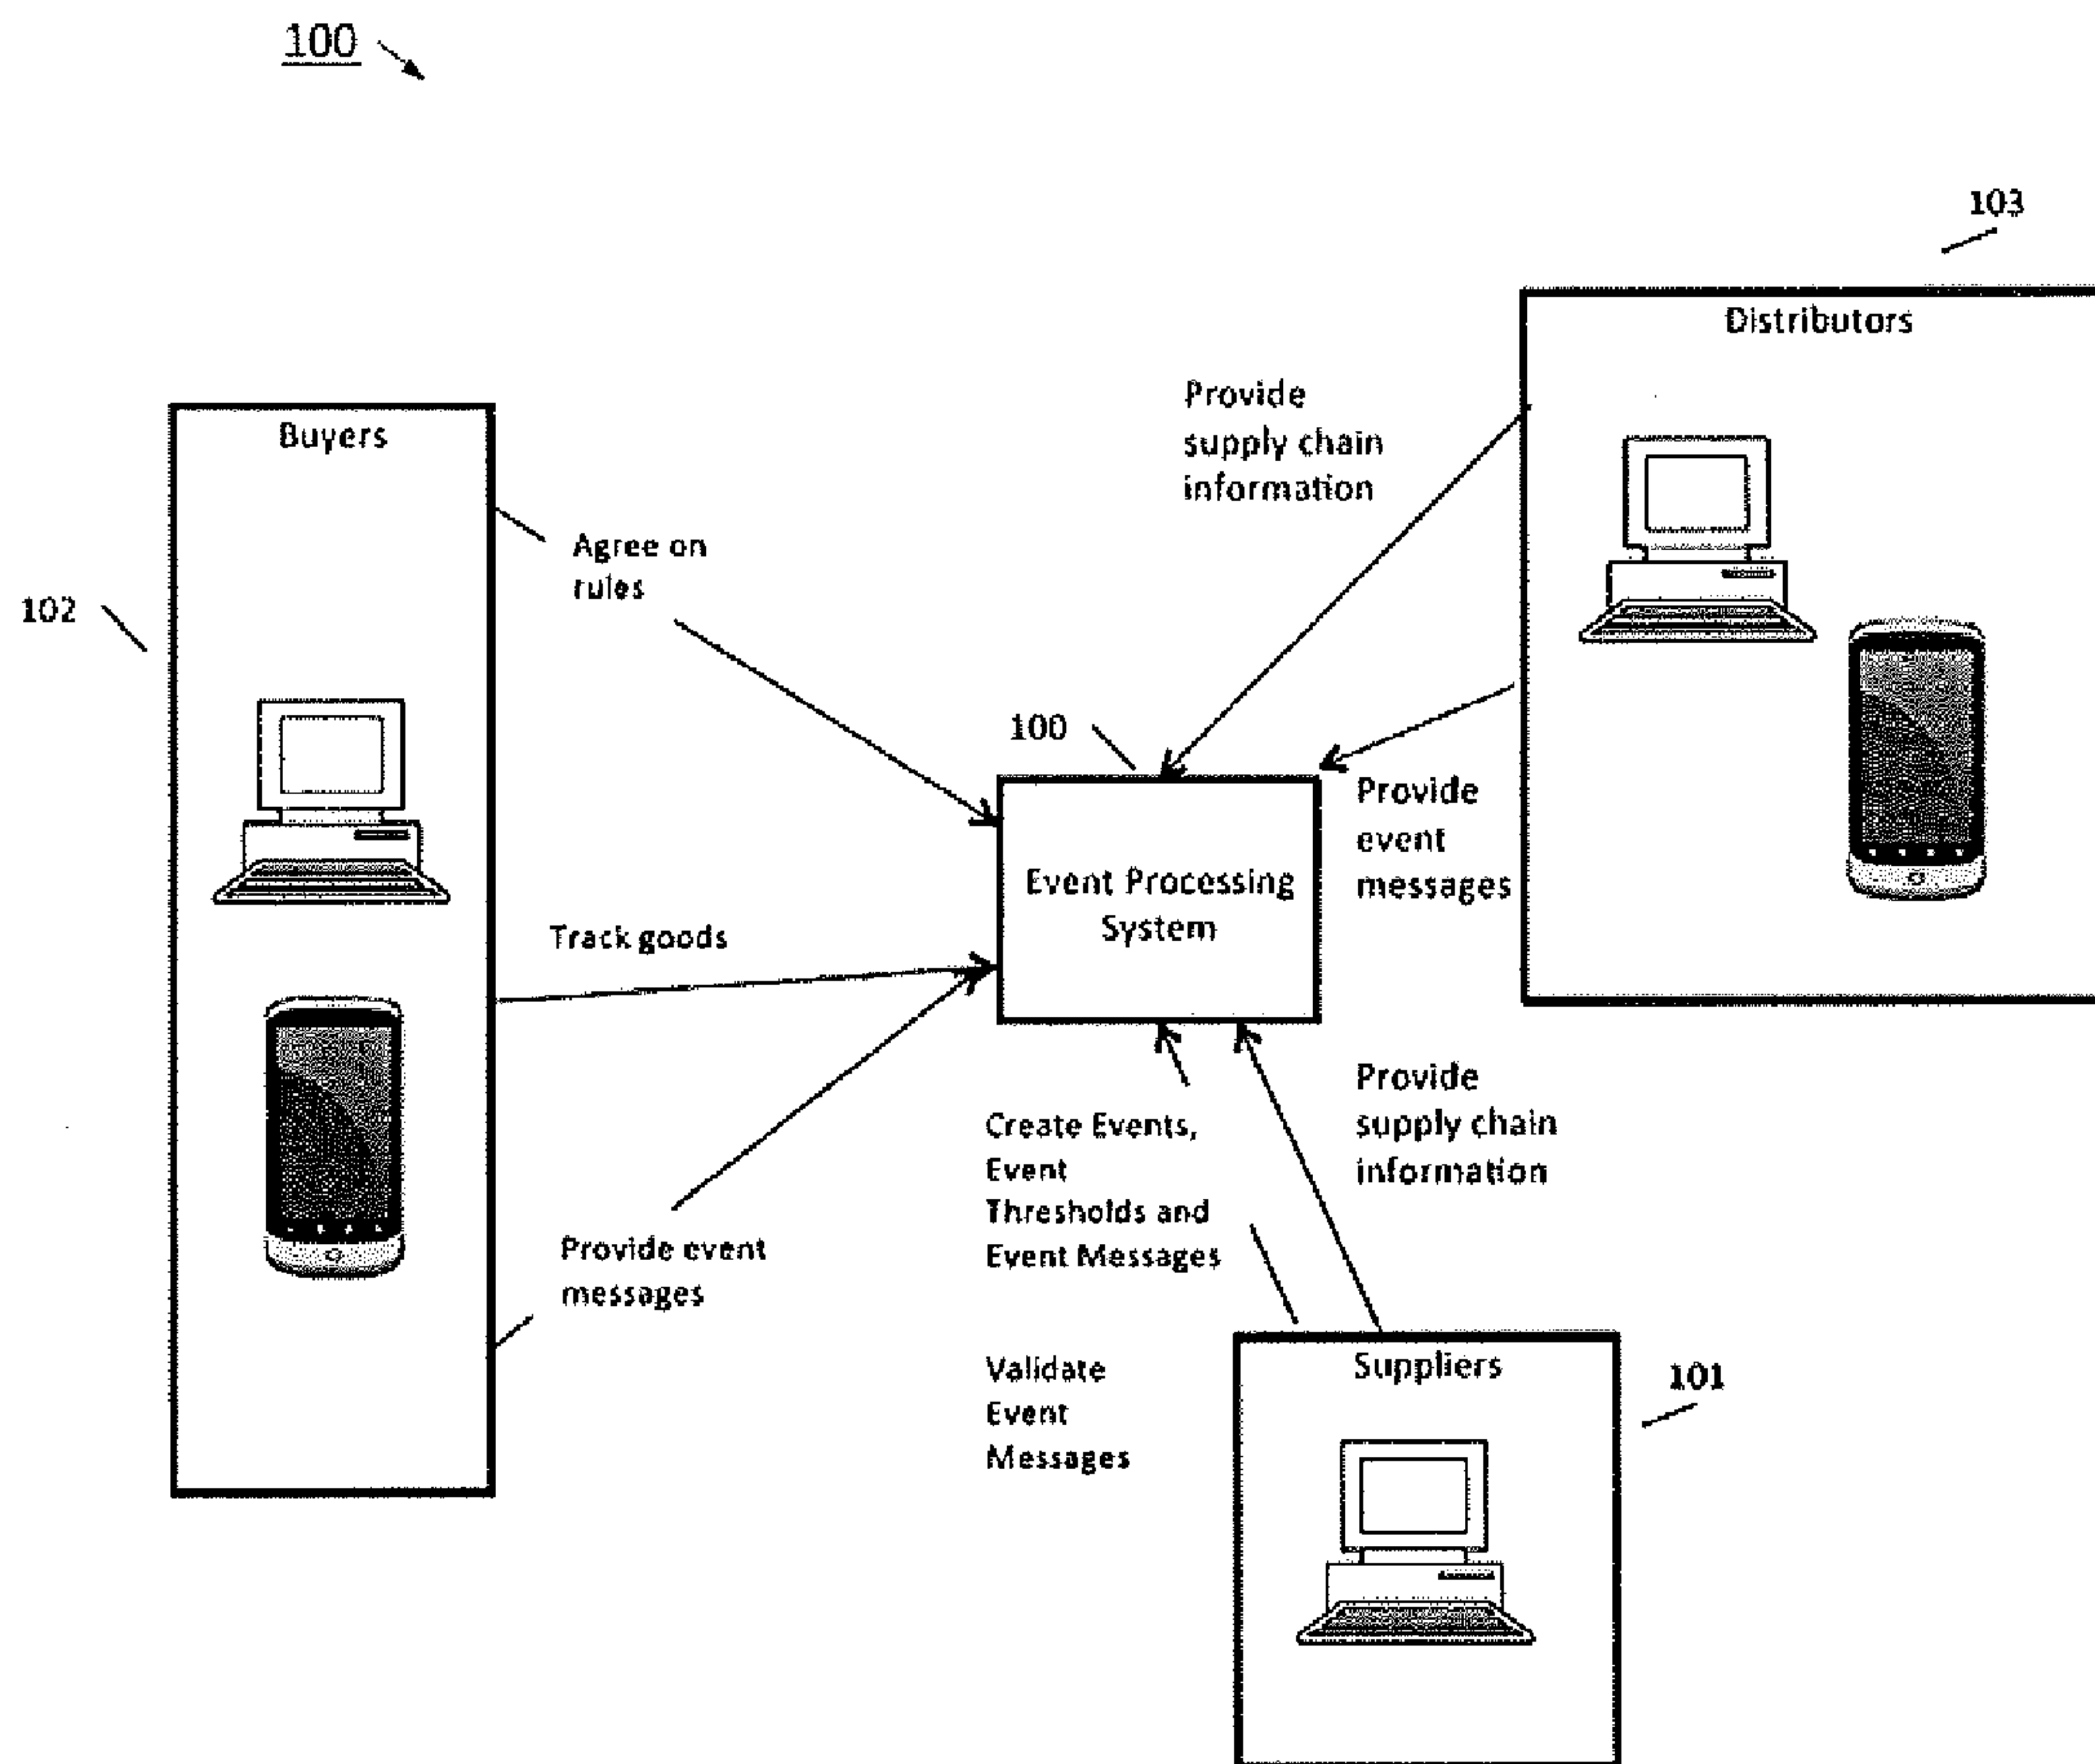 100
103
Distributors
Provide
supply chain
information
Buyers
Agree on
rules
102
100
Provide
event
messages
Event Processing
System
Track goods
Provide
supply chain
information
Create Events,
Event
Thresholds and
Event Messages
Provide event
messages
Validate
Event
Messages
Suppliers
101